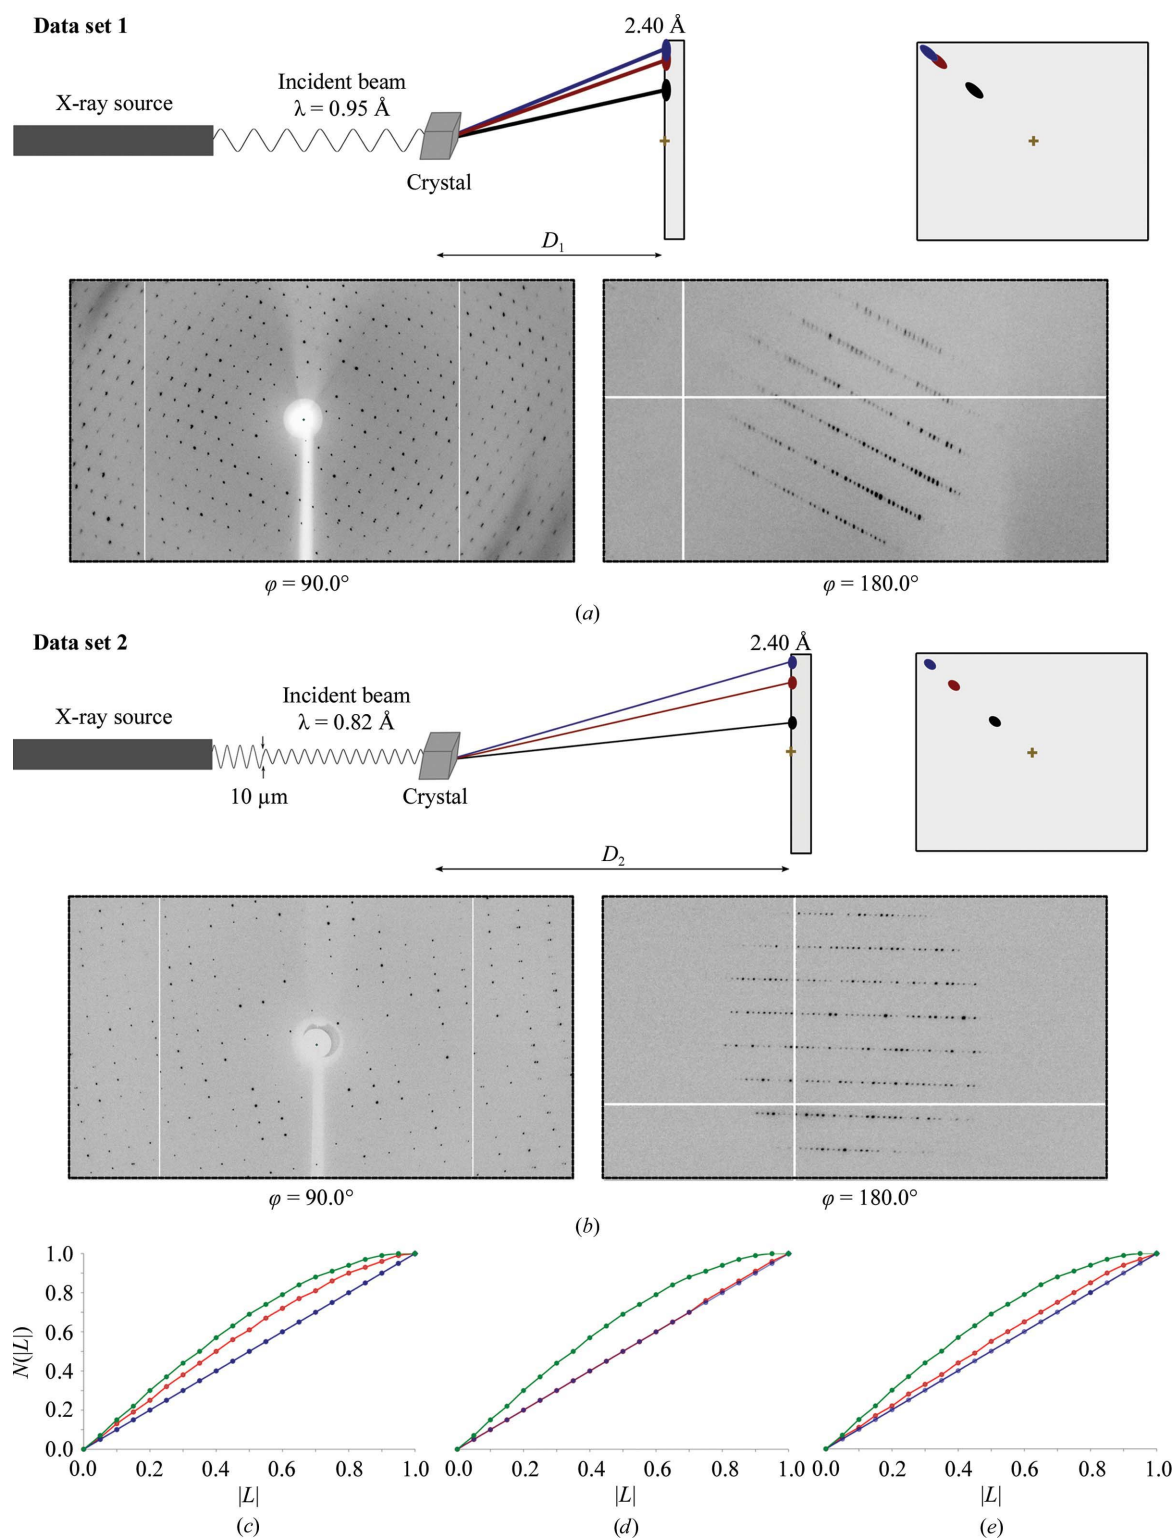 Data set 1
2.40 Å
Incident beam
λ = 0.95 Å
X-ray source
Crystal
D1
φ = 90.0°
φ = 180.0°
(a)
Data set 2
2.40 Å
Incident beam
λ = 0.82 Å
X-ray source
10 µm
Crystal
D2
φ = 90.0°
φ = 180.0°
(b)
1.0
0.8
0.6
0.4
0.2
0.0
N(|L|)
0.0 0.2 0.4 0.6 0.8 1.0
0.0 0.2 0.4 0.6 0.8 1.0
0.0 0.2 0.4 0.6 0.8 1.0
|L|
|L|
|L|
(c)
(d)
(e)